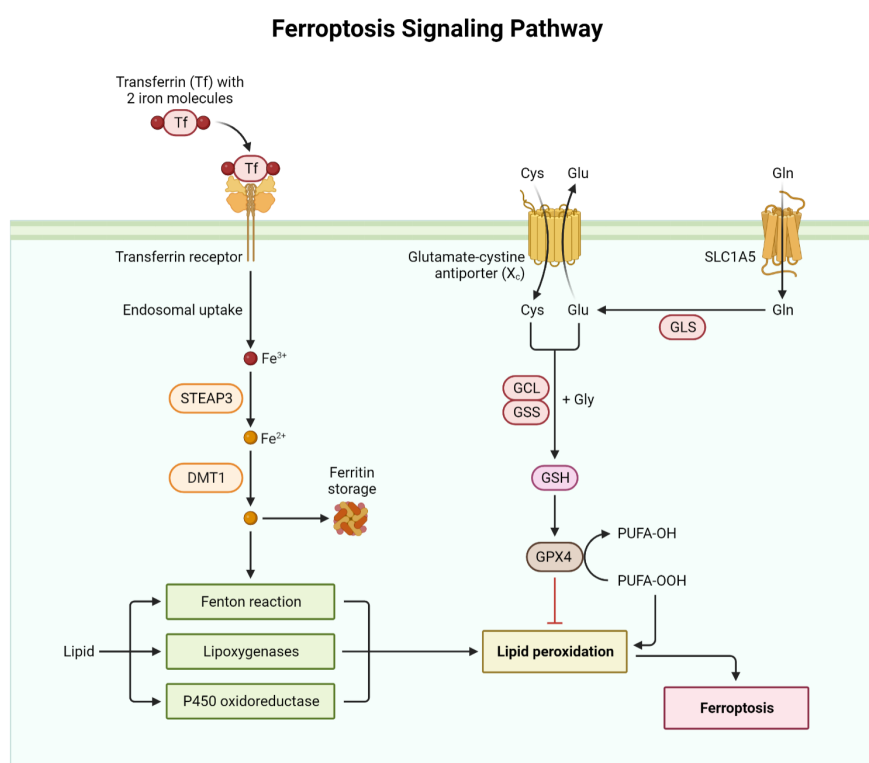 Ferroptosis Signaling Pathway
Transferrin (Tf) with
2 iron molecules
Tf
Tf
Transferrin receptor
Endosomal uptake
Fe³⁺
STEAP3
Fe²⁺
DMT1
Ferritin
storage
Lipid
Fenton reaction
Lipoxygenases
P450 oxidoreductase
Cys
Glu
Glutamate-cystine
antiporter (X꜀)
Cys
Glu
Gln
SLC1A5
Gln
GLS
GCL
GSS
+ Gly
GSH
GPX4
PUFA-OH
PUFA-OOH
Lipid peroxidation
Ferroptosis